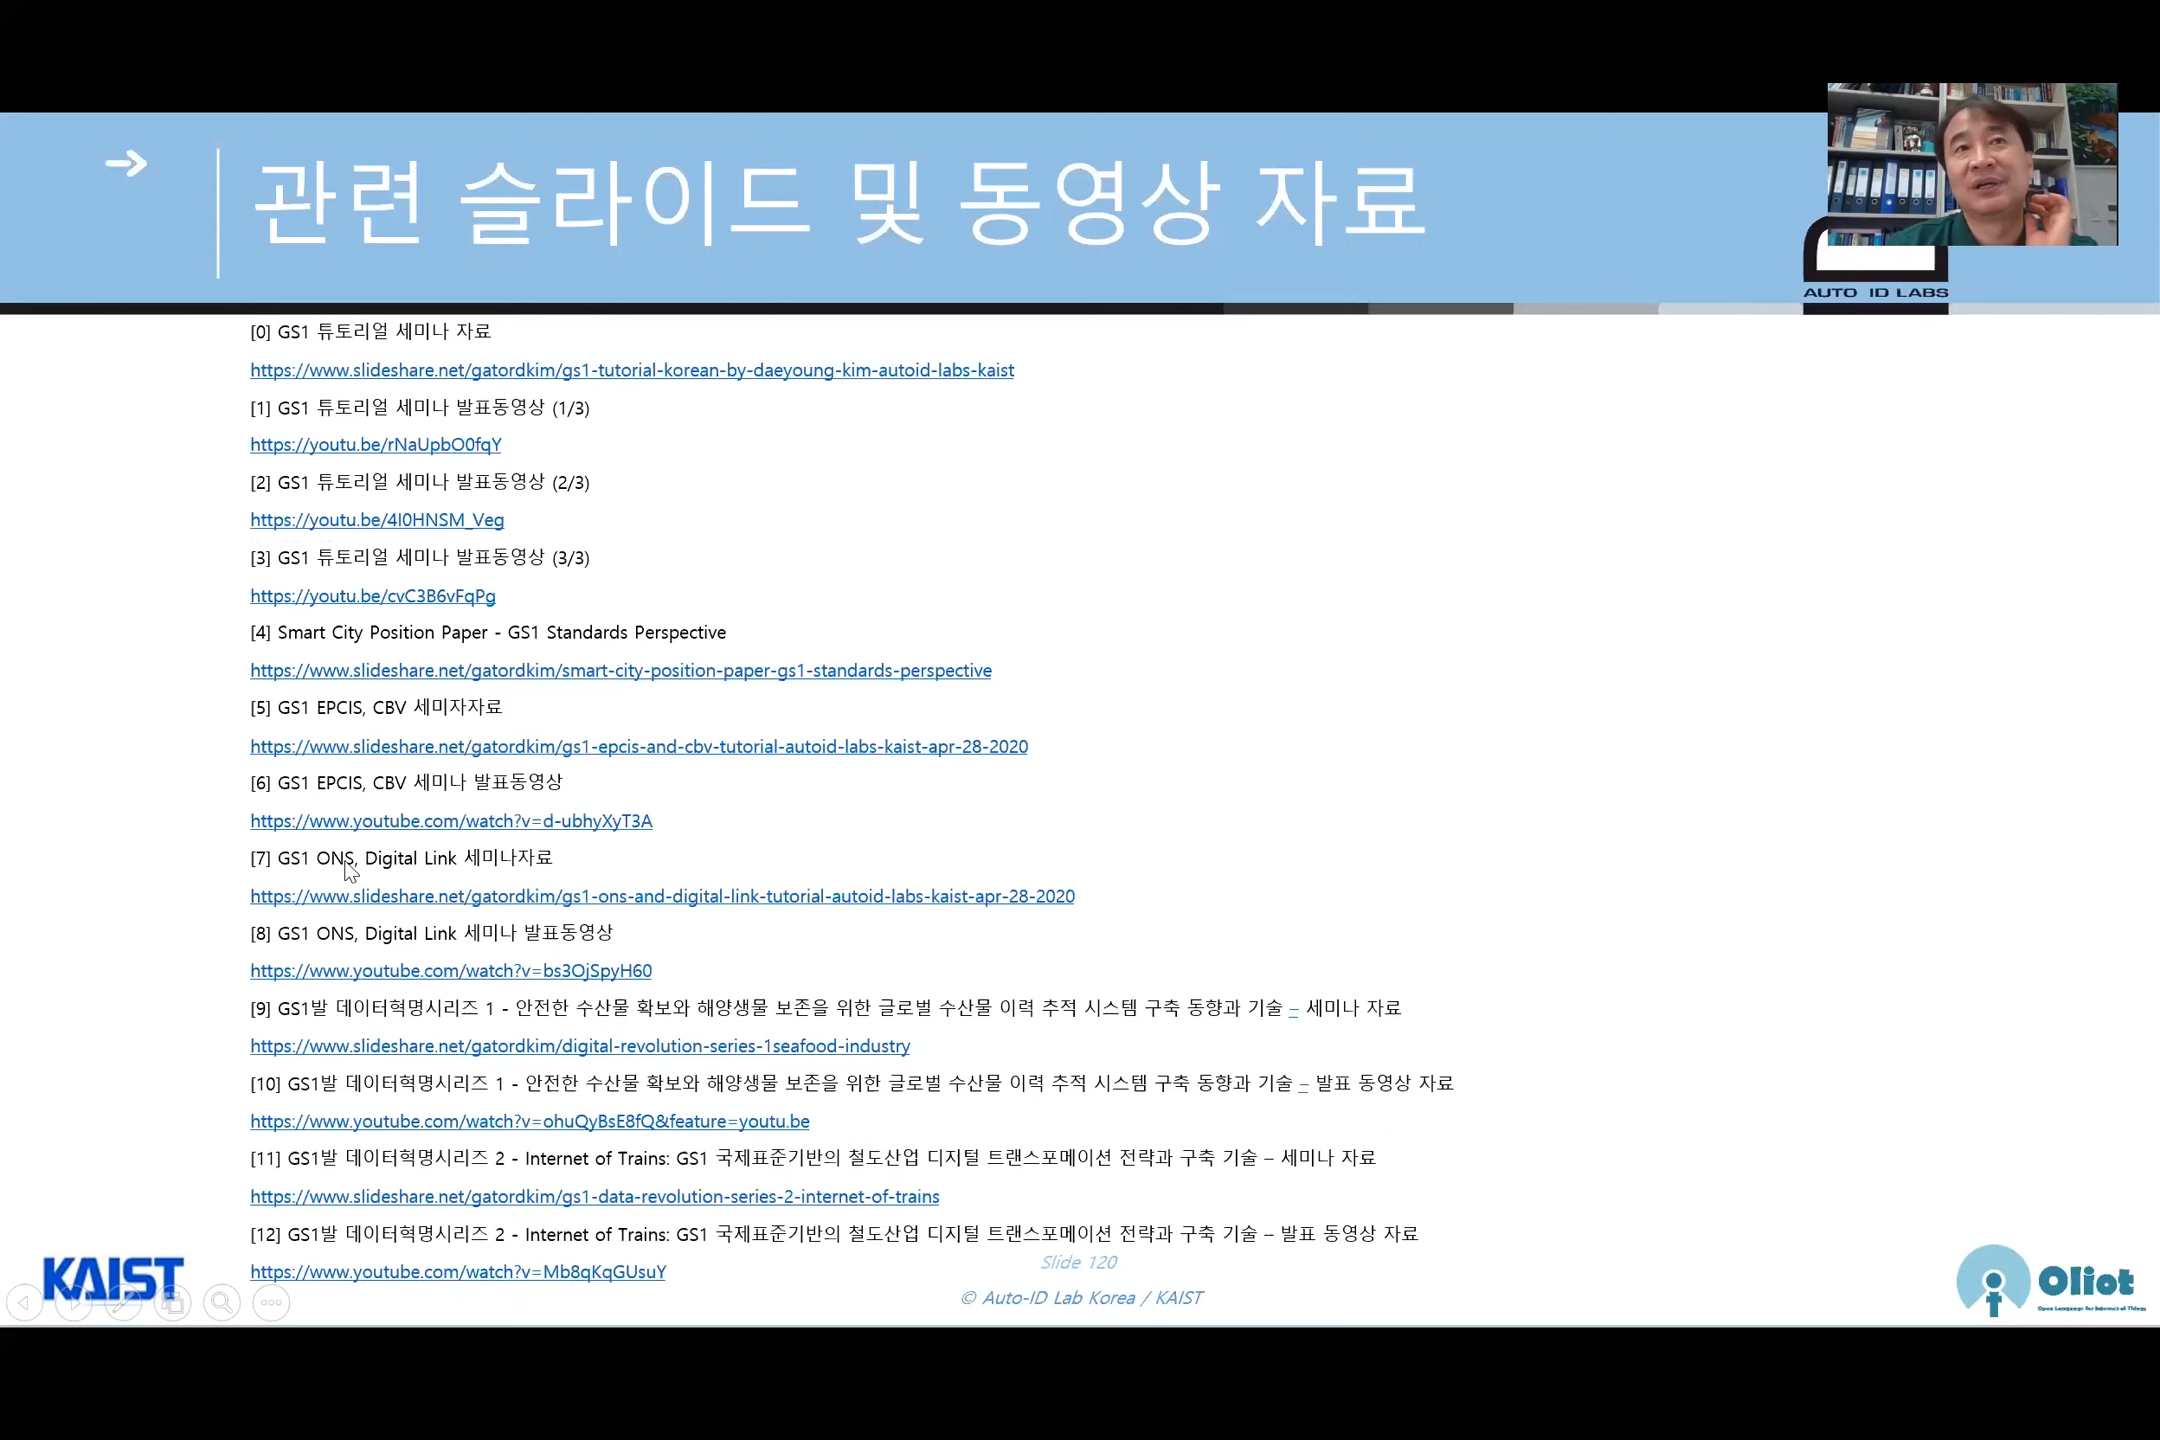 관련 슬라이드 및 동영상 자료
AUTO ID LABS
[0] GS1 튜토리얼 세미나 자료
https://www.slideshare.net/gatordkim/gs1-tutorial-korean-by-daeyoung-kim-autoid-labs-kaist
[1] GS1 튜토리얼 세미나 발표동영상 (1/3)
https://youtu.be/rNaUpbO0fqY
[2] GS1 튜토리얼 세미나 발표동영상 (2/3)
https://youtu.be/4I0HNSM_Veg
[3] GS1 튜토리얼 세미나 발표동영상 (3/3)
https://youtu.be/cvC3B6vFqPg
[4] Smart City Position Paper - GS1 Standards Perspective
https://www.slideshare.net/gatordkim/smart-city-position-paper-gs1-standards-perspective
[5] GS1 EPCIS, CBV 세미자자료
https://www.slideshare.net/gatordkim/gs1-epcis-and-cbv-tutorial-autoid-labs-kaist-apr-28-2020
[6] GS1 EPCIS, CBV 세미나 발표동영상
https://www.youtube.com/watch?v=d-ubhyXyT3A
[7] GS1 ONS, Digital Link 세미나자료
https://www.slideshare.net/gatordkim/gs1-ons-and-digital-link-tutorial-autoid-labs-kaist-apr-28-2020
[8] GS1 ONS, Digital Link 세미나 발표동영상
https://www.youtube.com/watch?v=bs3OjSpyH60
[9] GS1발 데이터혁명시리즈 1 - 안전한 수산물 확보와 해양생물 보존을 위한 글로벌 수산물 이력 추적 시스템 구축 동향과 기술 – 세미나 자료
https://www.slideshare.net/gatordkim/digital-revolution-series-1seafood-industry
[10] GS1발 데이터혁명시리즈 1 - 안전한 수산물 확보와 해양생물 보존을 위한 글로벌 수산물 이력 추적 시스템 구축 동향과 기술 – 발표 동영상 자료
https://www.youtube.com/watch?v=ohuQyBsE8fQ&feature=youtu.be
[11] GS1발 데이터혁명시리즈 2 - Internet of Trains: GS1 국제표준기반의 철도산업 디지털 트랜스포메이션 전략과 구축 기술 – 세미나 자료
https://www.slideshare.net/gatordkim/gs1-data-revolution-series-2-internet-of-trains
[12] GS1발 데이터혁명시리즈 2 - Internet of Trains: GS1 국제표준기반의 철도산업 디지털 트랜스포메이션 전략과 구축 기술 – 발표 동영상 자료
https://www.youtube.com/watch?v=Mb8qKqGUsuY
Slide 120
© Auto-ID Lab Korea / KAIST
KAIST
Oliot
Open Language for Internet of Things